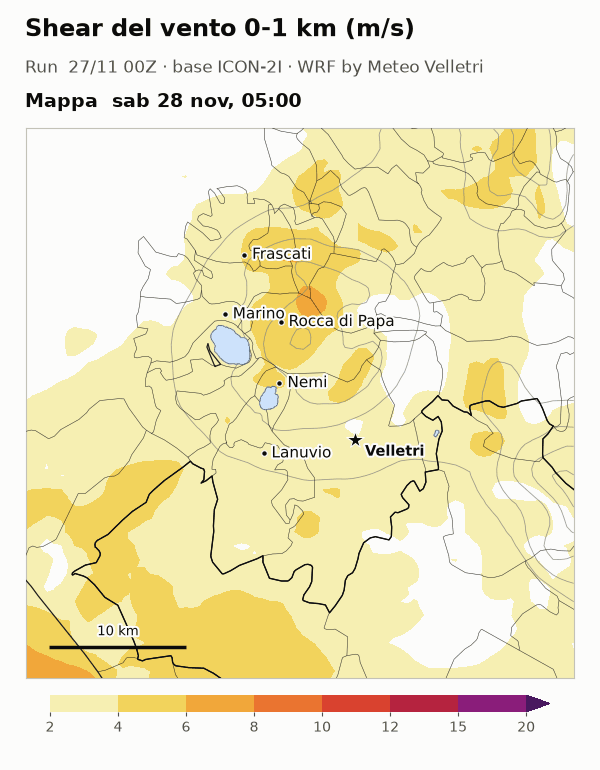 Shear del vento 0-1 km (m/s)
Run  27/11 00Z · base ICON-2I · WRF by Meteo Velletri
Mappa  sab 28 nov, 05:00
Frascati
Marino
Rocca di Papa
Nemi
Velletri
Lanuvio
10 km
2 4 6 8 10 12 15 20